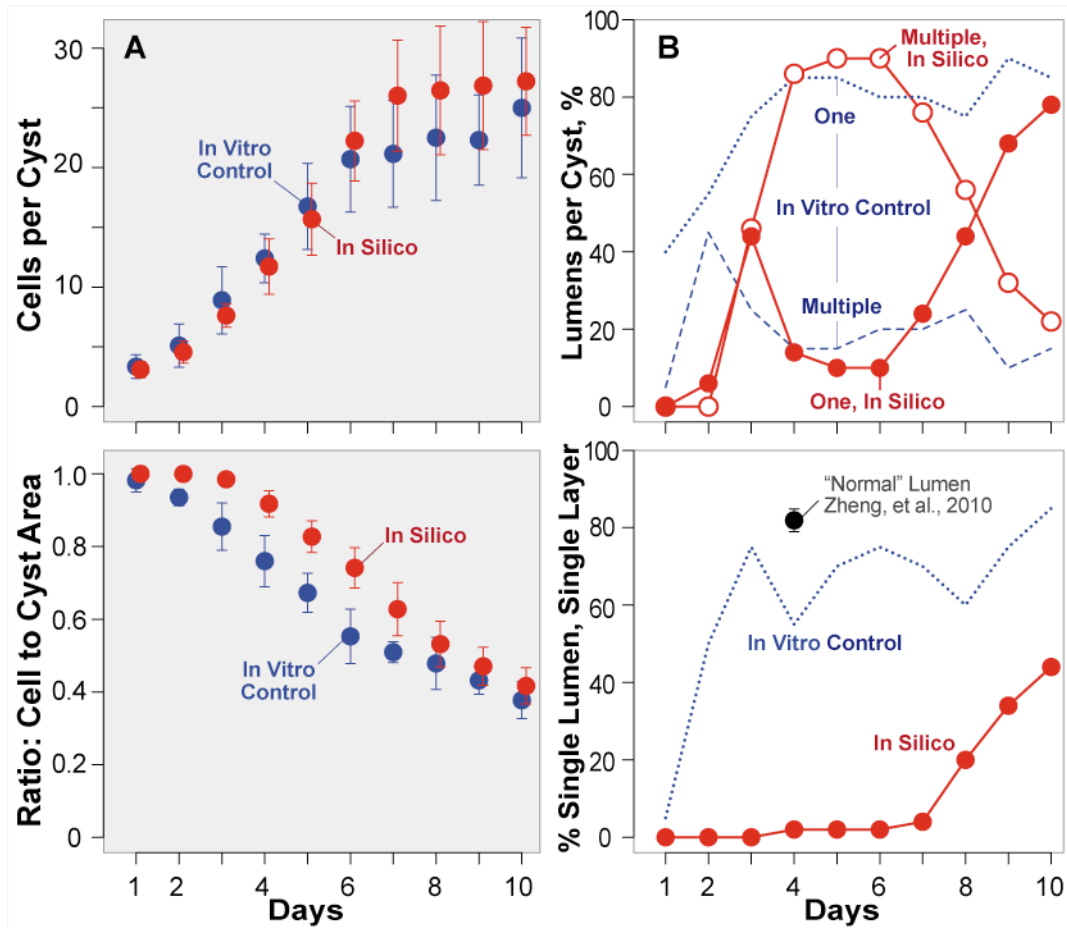 A
30
20
10
0
Cells per Cyst
In Vitro
Control
In Silico
B
100
80
60
40
20
0
Lumens per Cyst, %
Multiple,
In Silico
One
In Vitro Control
Multiple
One, In Silico
1.0
0.8
0.6
0.4
0.2
0
Ratio: Cell to Cyst Area
In Silico
In Vitro
Control
1 2 4 6 8 10
Days
100
80
60
40
20
0
% Single Lumen, Single Layer
“Normal” Lumen
Zheng, et al., 2010
In Vitro Control
In Silico
1 2 4 6 8 10
Days